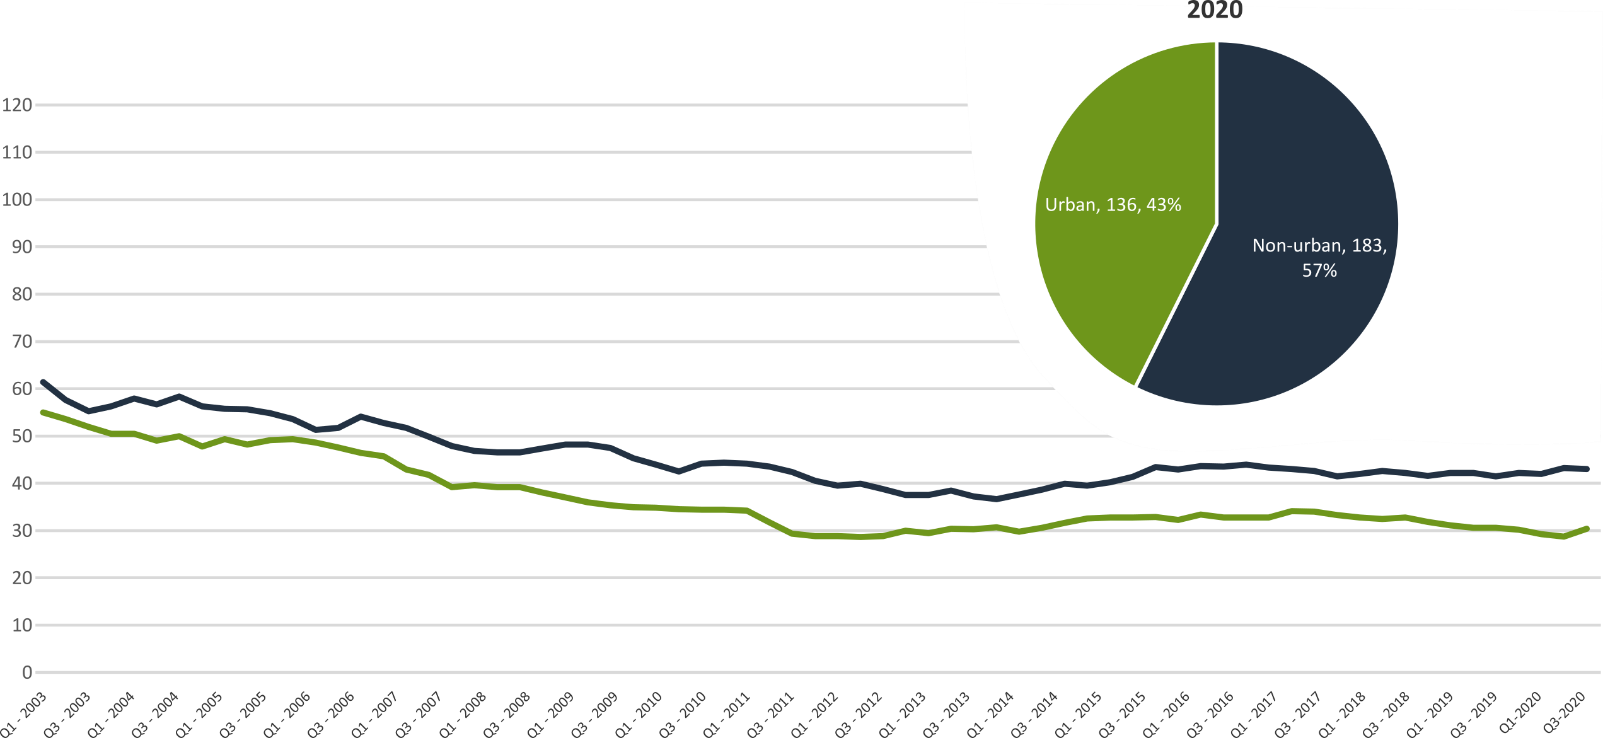 2020
120
110
100
90
80
70
60
50
40
30
20
10
0
Urban, 136, 43%
Non-urban, 183,
57%
Q1 - 2003
Q3 - 2003
Q1 - 2004
Q3 - 2004
Q1 - 2005
Q3 - 2005
Q1 - 2006
Q3 - 2006
Q1 - 2007
Q3 - 2007
Q1 - 2008
Q3 - 2008
Q1 - 2009
Q3 - 2009
Q1 - 2010
Q3 - 2010
Q1 - 2011
Q3 - 2011
Q1 - 2012
Q3 - 2012
Q1 - 2013
Q3 - 2013
Q1 - 2014
Q3 - 2014
Q1 - 2015
Q3 - 2015
Q1 - 2016
Q3 - 2016
Q1 - 2017
Q3 - 2017
Q1 - 2018
Q3 - 2018
Q1 - 2019
Q3 - 2019
Q1-2020
Q3-2020